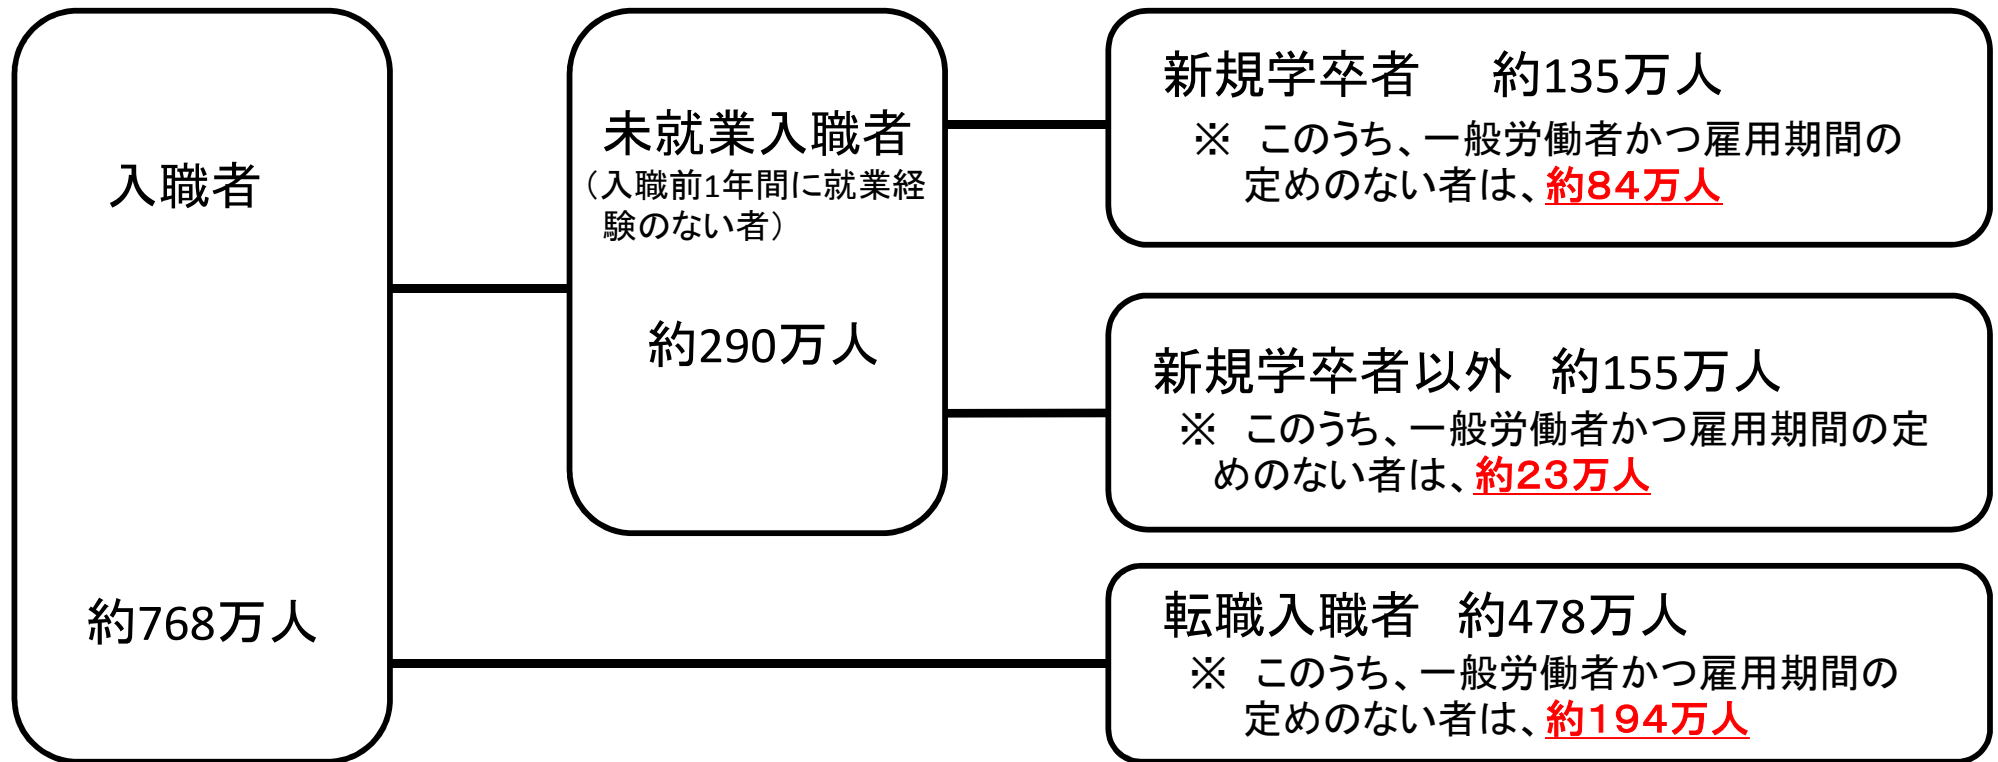 入職者
約768万人
未就業入職者
（入職前1年間に就業経
験のない者）
約290万人
新規学卒者　約135万人
※　このうち、一般労働者かつ雇用期間の
定めのない者は、約84万人
新規学卒者以外　約155万人
※　このうち、一般労働者かつ雇用期間の定
めのない者は、約23万人
転職入職者　約478万人
※　このうち、一般労働者かつ雇用期間の
定めのない者は、約194万人